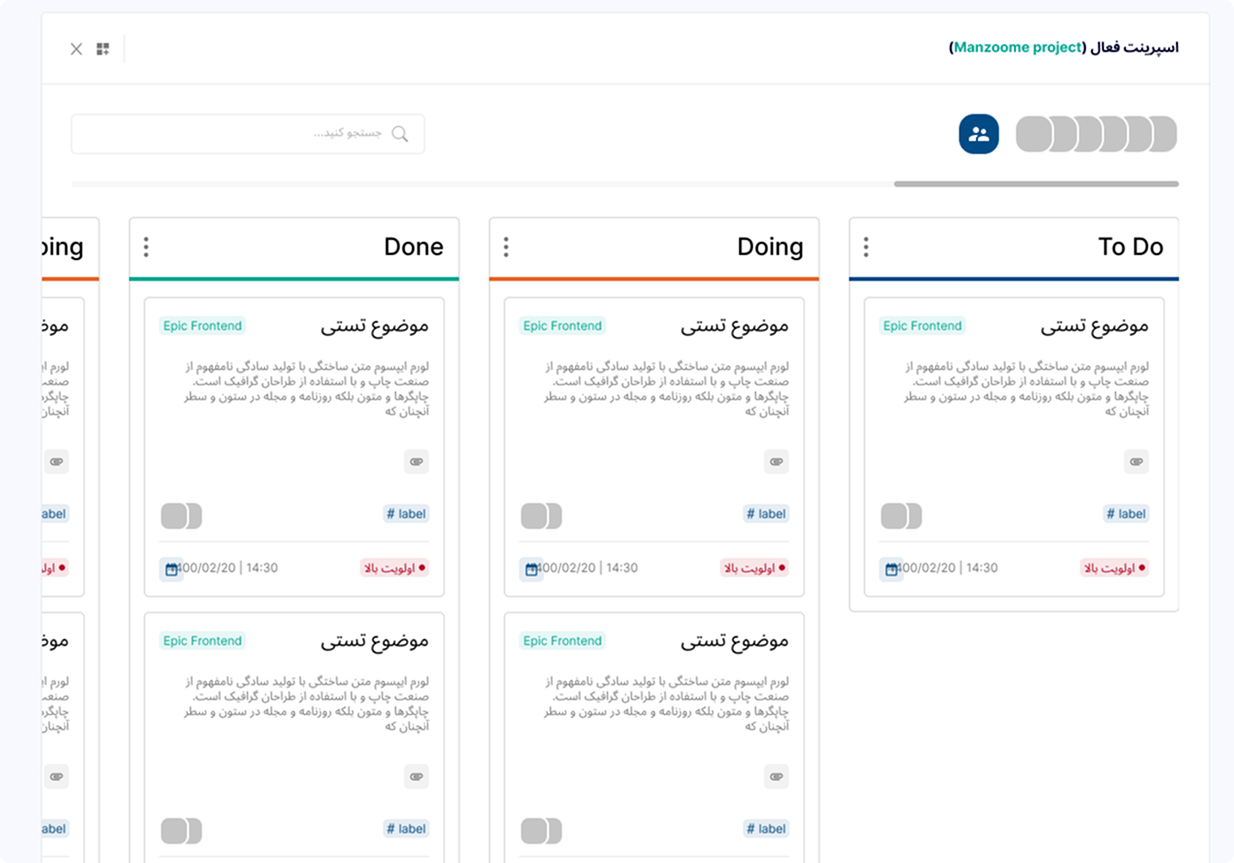 اسپرینت فعال (Manzoome project)
جستجو کنید...
To Do
موضوع تستی
Epic Frontend
لورم ایپسوم متن ساختگی با تولید سادگی نامفهوم از
صنعت چاپ و با استفاده از طراحان گرافیک است.
چاپگرها و متون بلکه روزنامه و مجله در ستون و سطر
آنچنان که
# label
اولویت بالا
400/02/20 | 14:30
Doing
موضوع تستی
Epic Frontend
لورم ایپسوم متن ساختگی با تولید سادگی نامفهوم از
صنعت چاپ و با استفاده از طراحان گرافیک است.
چاپگرها و متون بلکه روزنامه و مجله در ستون و سطر
آنچنان که
# label
اولویت بالا
400/02/20 | 14:30
موضوع تستی
Epic Frontend
لورم ایپسوم متن ساختگی با تولید سادگی نامفهوم از
صنعت چاپ و با استفاده از طراحان گرافیک است.
چاپگرها و متون بلکه روزنامه و مجله در ستون و سطر
آنچنان که
# label
Done
موضوع تستی
Epic Frontend
لورم ایپسوم متن ساختگی با تولید سادگی نامفهوم از
صنعت چاپ و با استفاده از طراحان گرافیک است.
چاپگرها و متون بلکه روزنامه و مجله در ستون و سطر
آنچنان که
# label
اولویت بالا
400/02/20 | 14:30
موضوع تستی
Epic Frontend
لورم ایپسوم متن ساختگی با تولید سادگی نامفهوم از
صنعت چاپ و با استفاده از طراحان گرافیک است.
چاپگرها و متون بلکه روزنامه و مجله در ستون و سطر
آنچنان که
# label
لورم
لورم